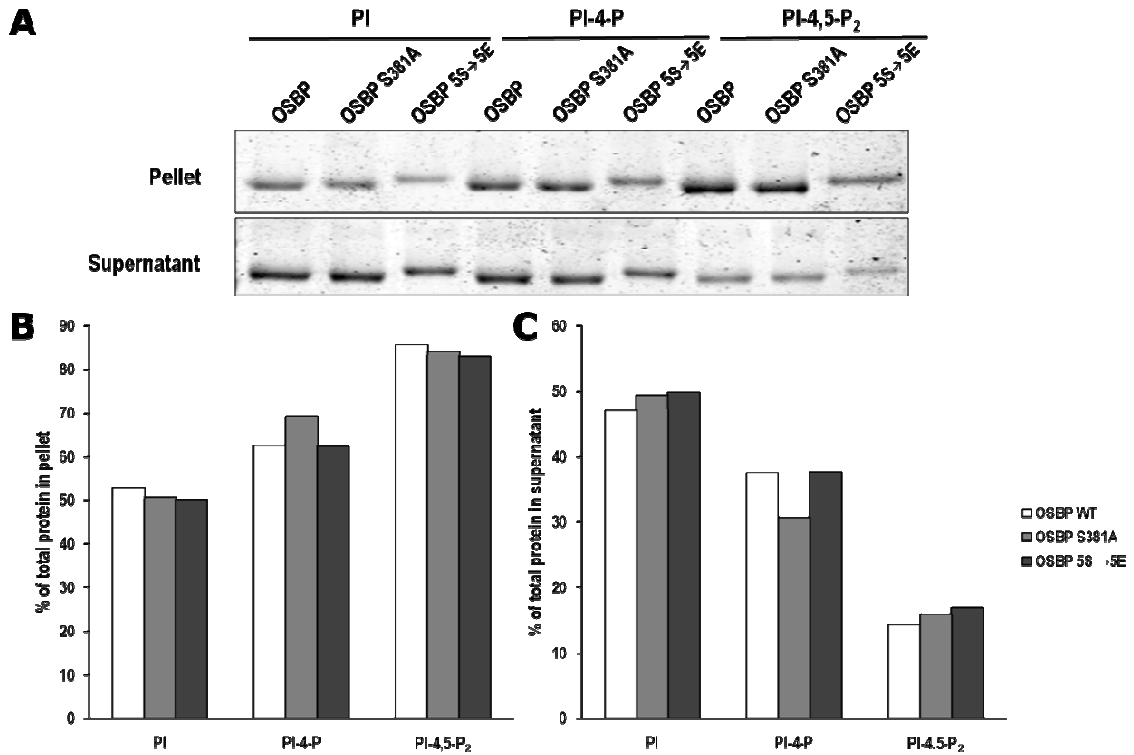 A
PI PI-4-P PI-4,5-P2
OSBP OSBP S381A OSBP 5S→5E OSBP OSBP S381A OSBP 5S→5E OSBP OSBP S381A OSBP 5S→5E
Pellet
Supernatant
B
% of total protein in pellet
90
80
70
60
50
40
30
20
10
0
PI PI-4-P PI-4,5-P2
C
% of total protein in supernatant
60
50
40
30
20
10
0
PI PI-4-P PI-4,5-P2
OSBP WT
OSBP S381A
OSBP 5S →5E